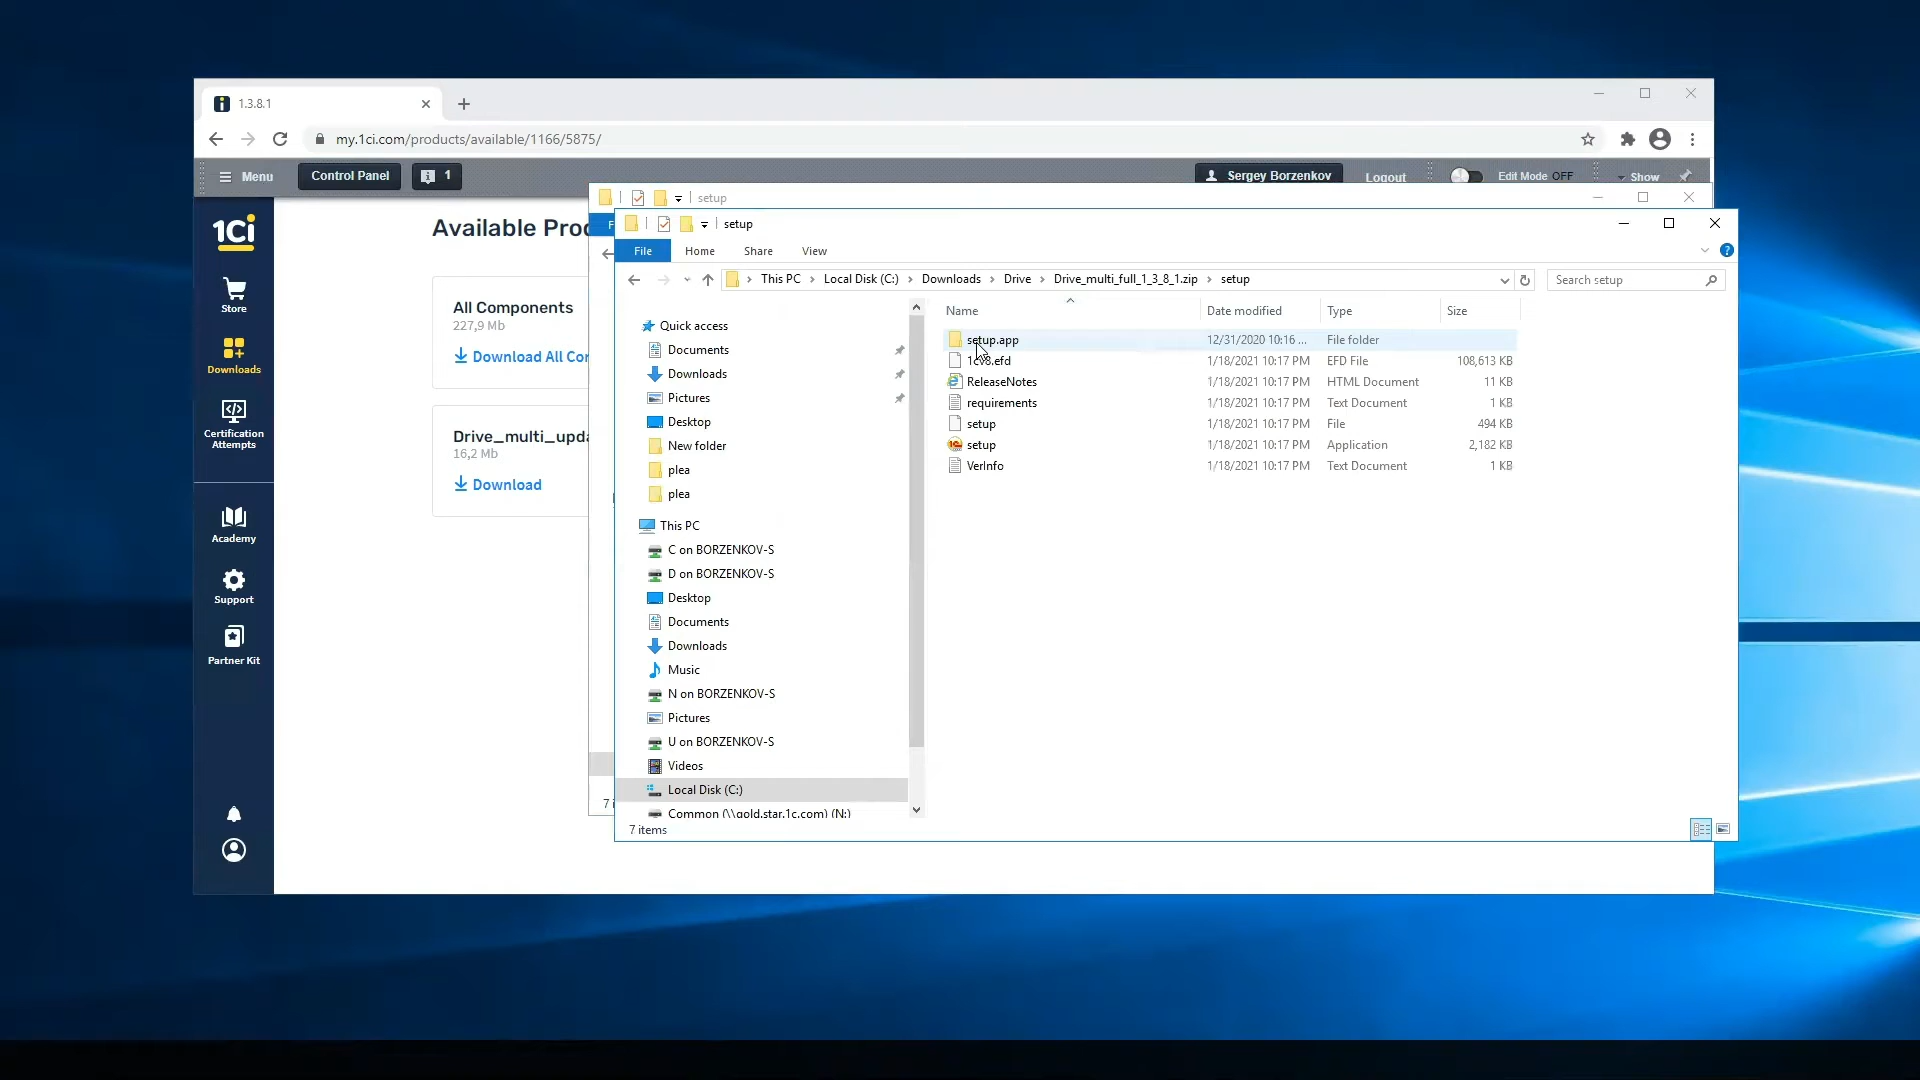 1.3.8.1
my.1ci.com/products/available/1166/5875/
Menu
Control Panel
1
Sergey Borzenkov
Logout
Edit Mode OFF
Show
1Ci
Store
Downloads
Certification
Attempts
Academy
Support
Partner Kit
Available Prod
All Components
227,9 Mb
Download All Cor
Drive_multi_upda
16,2 Mb
Download
setup
F
7 i
setup
File
Home
Share
View
This PC
Local Disk (C:)
Downloads
Drive
Drive_multi_full_1_3_8_1.zip
setup
Search setup
Quick access
Documents
Downloads
Pictures
Desktop
New folder
plea
plea
This PC
C on BORZENKOV-S
D on BORZENKOV-S
Desktop
Documents
Downloads
Music
N on BORZENKOV-S
Pictures
U on BORZENKOV-S
Videos
Local Disk (C:)
Common (\\gold.star.1c.com) (N:)
Name Date modified Type Size
setup.app 12/31/2020 10:16 ... File folder
1cv8.efd 1/18/2021 10:17 PM EFD File 108,613 KB
ReleaseNotes 1/18/2021 10:17 PM HTML Document 11 KB
requirements 1/18/2021 10:17 PM Text Document 1 KB
setup 1/18/2021 10:17 PM File 494 KB
setup 1/18/2021 10:17 PM Application 2,182 KB
VerInfo 1/18/2021 10:17 PM Text Document 1 KB
7 items